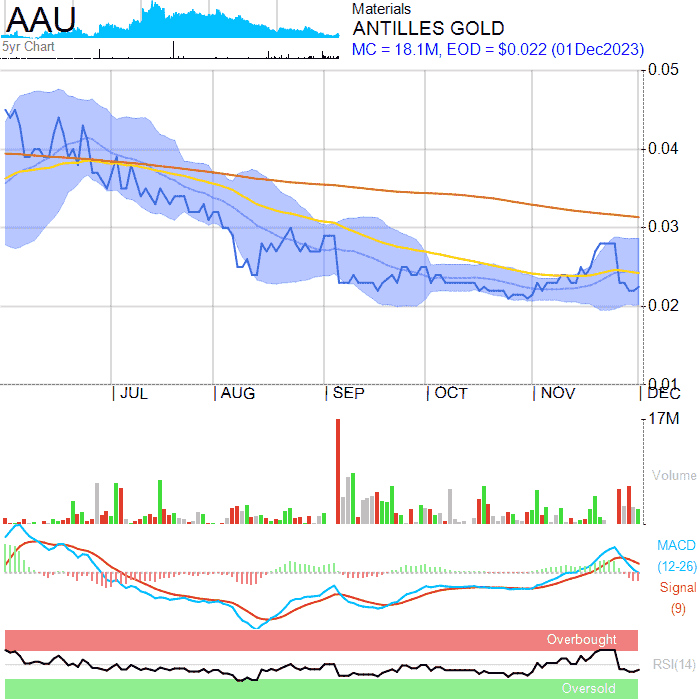 AAU
5yr Chart
Materials
ANTILLES GOLD
MC = 18.1M, EOD = $0.022 (01Dec2023)
0.05
0.04
0.03
0.02
0.01
JUL AUG SEP OCT NOV DEC
17M
Volume
MACD
(12-26)
Signal
(9)
Overbought
RSI(14)
Oversold